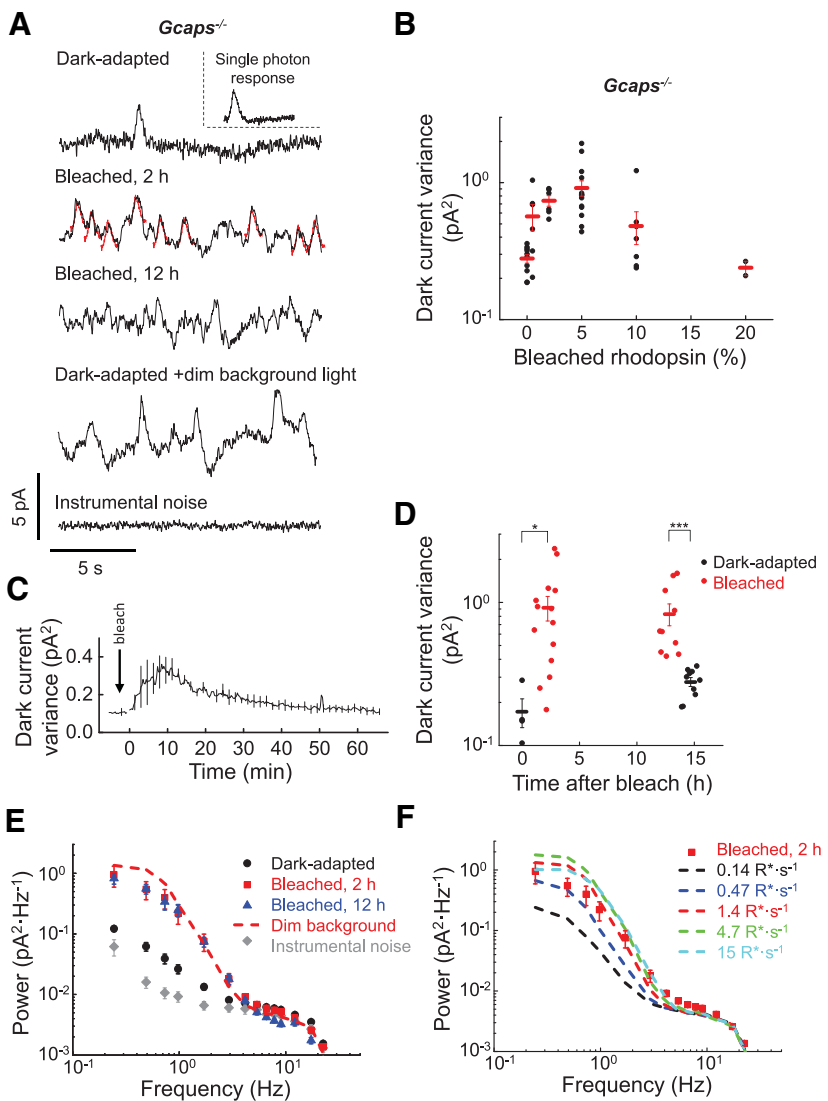 A
Gcaps-/-
Dark-adapted
Single photon
response
Bleached, 2 h
Bleached, 12 h
Dark-adapted +dim background light
Instrumental noise
5 pA
5 s
B
Gcaps-/-
Dark current variance
(pA2)
100
10-1
0
5
10
15
20
Bleached rhodopsin (%)
C
bleach
Dark current
variance (pA2)
0.4
0.2
0.0
0
10
20
30
40
50
60
Time (min)
D
*
***
Dark-adapted
Bleached
Dark current variance
(pA2)
100
10-1
0
5
10
15
Time after bleach (h)
E
Dark-adapted
Bleached, 2 h
Bleached, 12 h
Dim background
Instrumental noise
Power (pA2·Hz-1)
100
10-1
10-2
10-3
10-1
100
101
Frequency (Hz)
F
Bleached, 2 h
0.14 R*·s-1
0.47 R*·s-1
1.4 R*·s-1
4.7 R*·s-1
15 R*·s-1
Power (pA2·Hz-1)
101
100
10-1
10-2
10-3
10-1
100
101
Frequency (Hz)